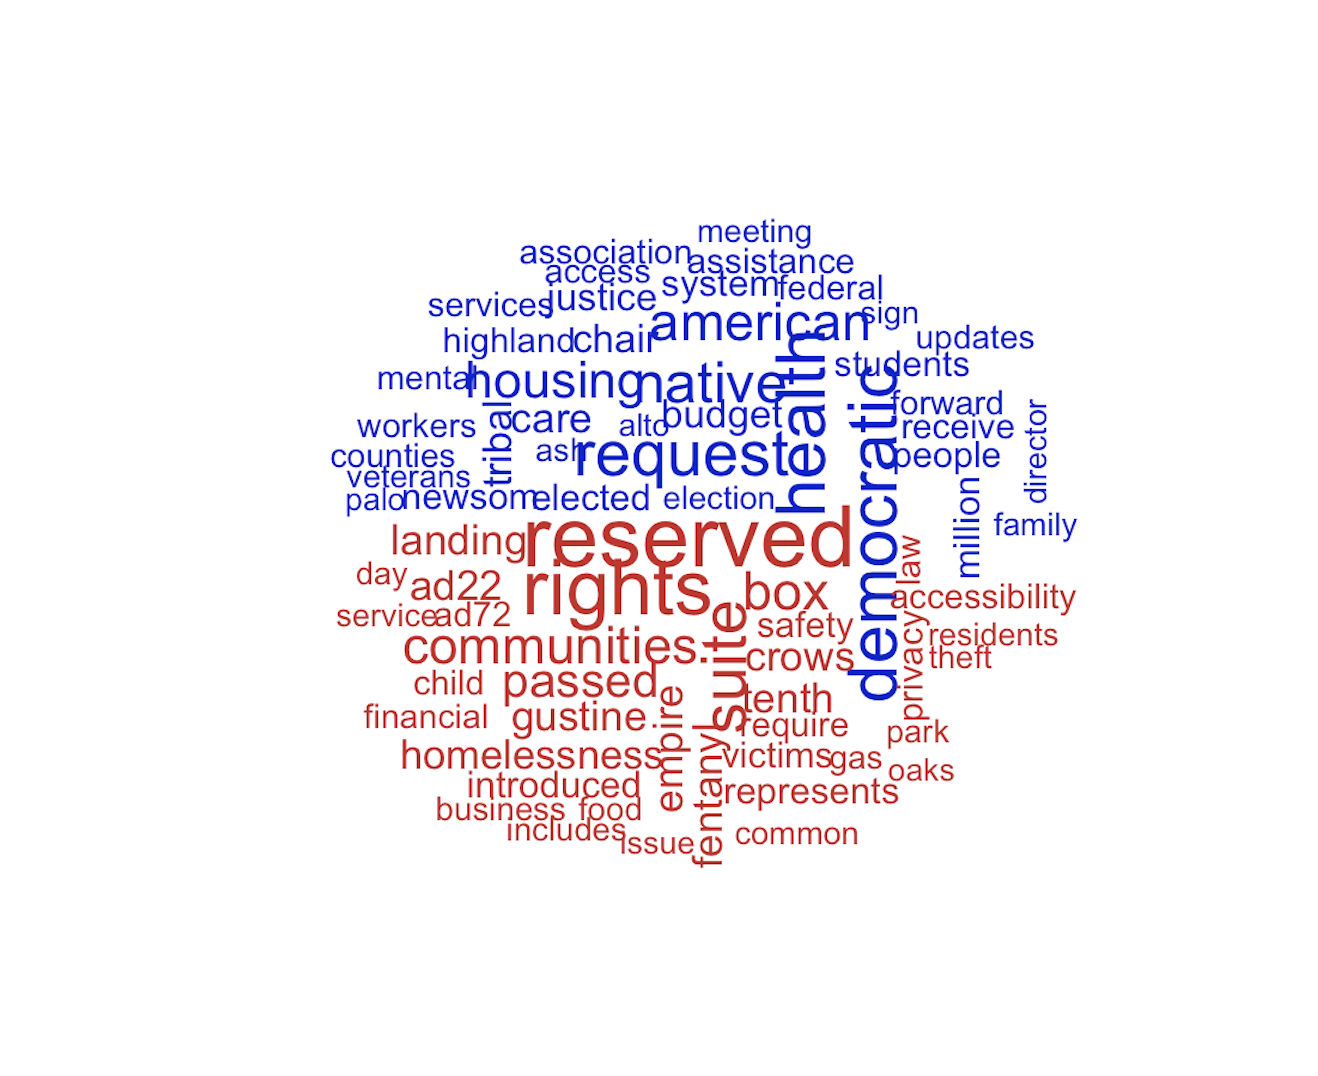 meeting
association
access
assistance
system
federal
services
justice
american
sign
highland
chair
updates
students
mental
housing
native
health
democratic
forward
workers
tribal
care
alto
budget
receive
director
counties
ash
request
people
veterans
palo
newsom
elected
election
million
family
landing
reserved
day
ad22
rights
box
law
accessibility
service
ad72
suite
safety
privacy
residents
communities
crows
theft
child
passed
tenth
financial
gustine
empire
require
park
homelessness
fentanyl
victims
gas
oaks
introduced
represents
business
food
includes
issue
common